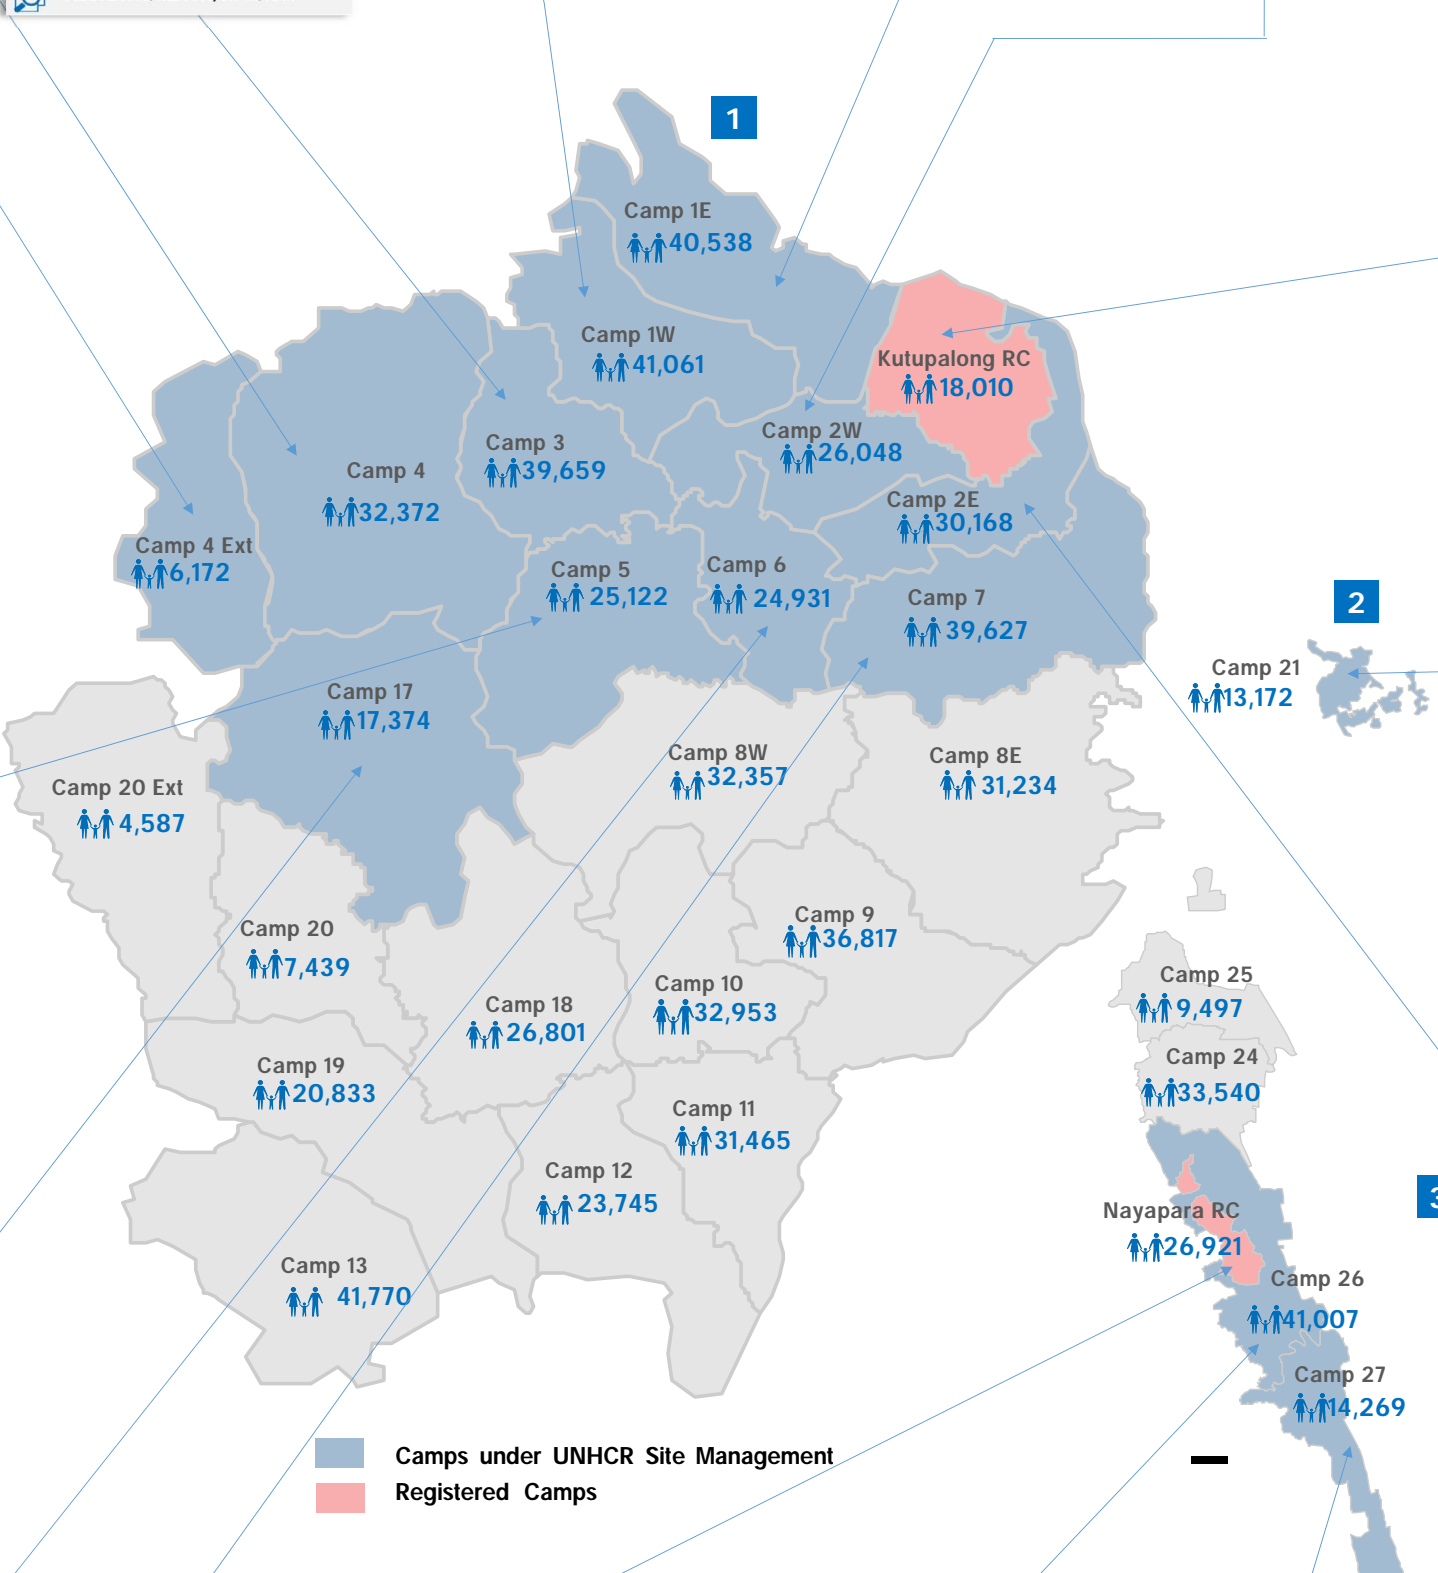 1
Camp 1E
40,538
Camp 1W
41,061
Kutupalong RC
18,010
Camp 2W
26,048
Camp 3
39,659
Camp 4
32,372
Camp 2E
30,168
Camp 4 Ext
6,172
Camp 5
25,122
Camp 6
24,931
Camp 7
39,627
2
Camp 21
13,172
Camp 17
17,374
Camp 8W
32,357
Camp 8E
31,234
Camp 20 Ext
4,587
Camp 9
36,817
Camp 20
7,439
Camp 10
32,953
Camp 18
26,801
Camp 25
9,497
Camp 24
33,540
Camp 19
20,833
Camp 11
31,465
Camp 12
23,745
3
Nayapara RC
26,921
Camp 13
41,770
Camp 26
41,007
Camp 27
14,269
Camps under UNHCR Site Management
Registered Camps